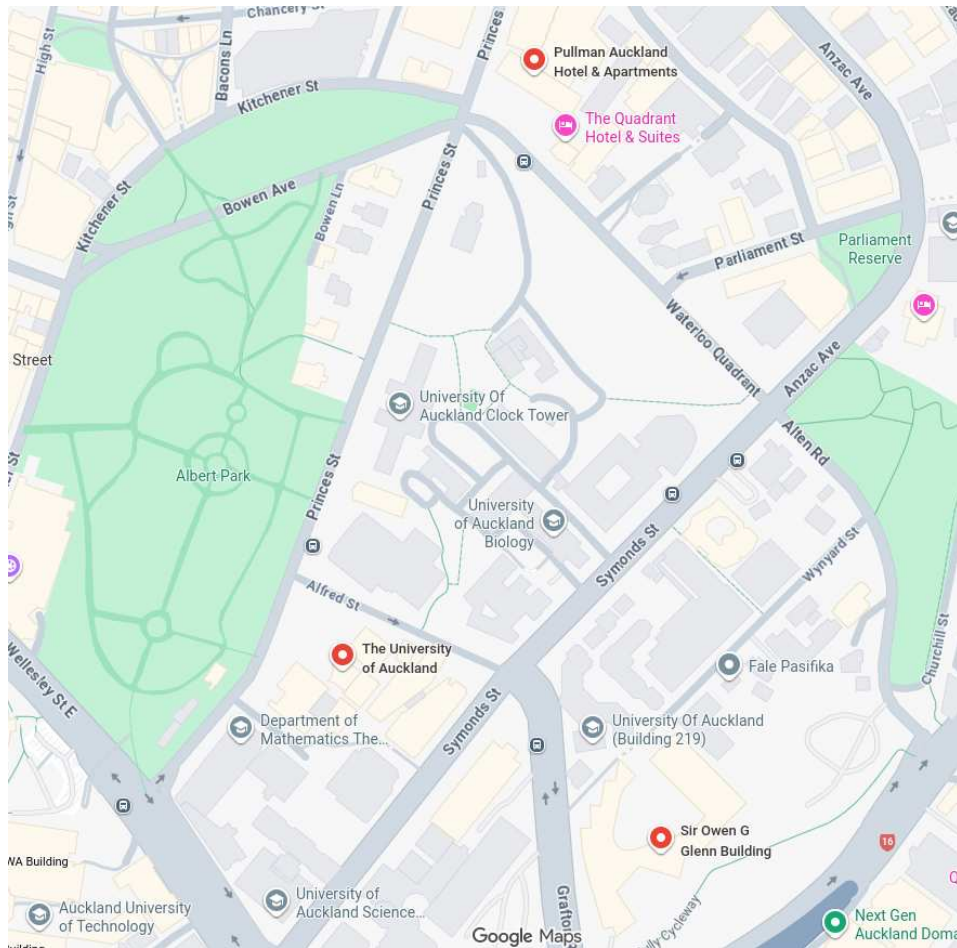 Chancery St
High St
Bacons Ln
Princes
Pullman Auckland
Hotel & Apartments
Anzac Ave
Kitchener St
The Quadrant
Hotel & Suites
Princes St
Bowen Ave
Bowen Ln
Kitchener St
Parliament St
Parliament
Reserve
Street
Waterloo Quadrant
Anzac Ave
University Of
Auckland Clock Tower
Alten Rd
Albert Park
Princes St
University
of Auckland
Biology
Symonds St
Wynyard St
Alfred St
Wellesley St E
The University
of Auckland
Fale Pasifika
Churchill St
Department of
Mathematics The...
Symonds St
University Of Auckland
(Building 219)
Sir Owen G
Glenn Building
16
WA Building
University of
Auckland Science...
Auckland University
of Technology
Grafto
Google Maps
Cycleway
Next Gen
Auckland Doma